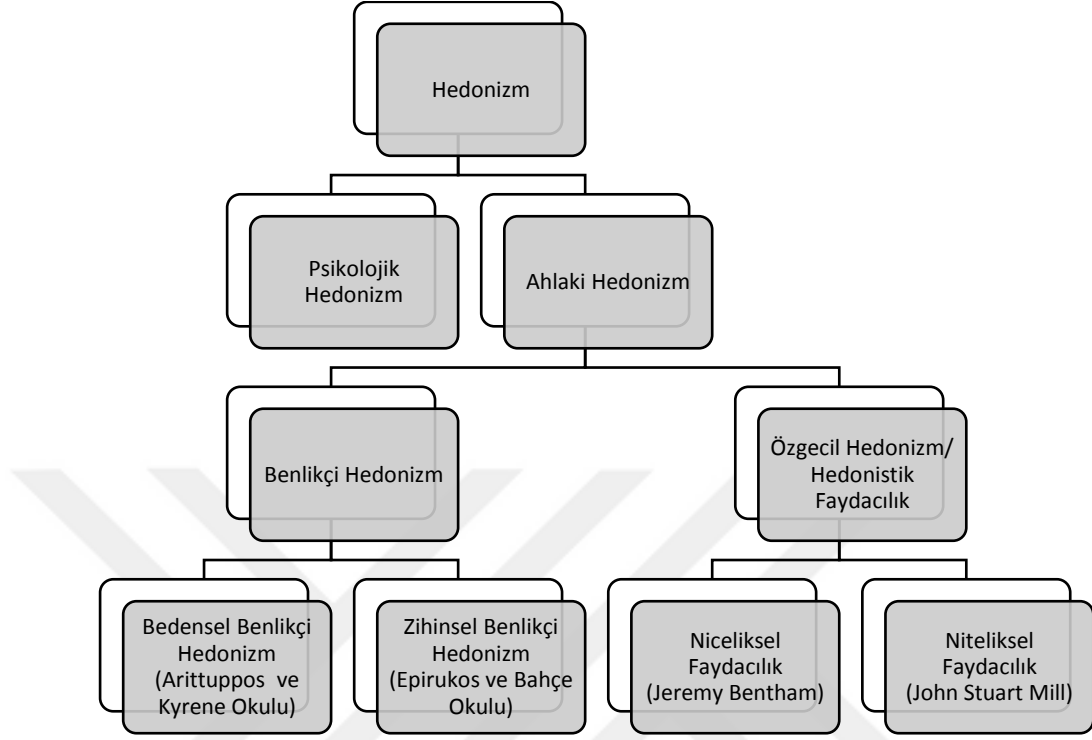 Hedonizm
Psikolojik
Hedonizm
Ahlaki Hedonizm
Benlikçi Hedonizm
Özgecil Hedonizm/
Hedonistik
Faydacılık
Bedensel Benlikçi
Hedonizm
(Arittuppos ve
Kyrene Okulu)
Zihinsel Benlikçi
Hedonizm
(Epirukos ve Bahçe
Okulu)
Niceliksel
Faydacılık
(Jeremy Bentham)
Niteliksel
Faydacılık
(John Stuart Mill)